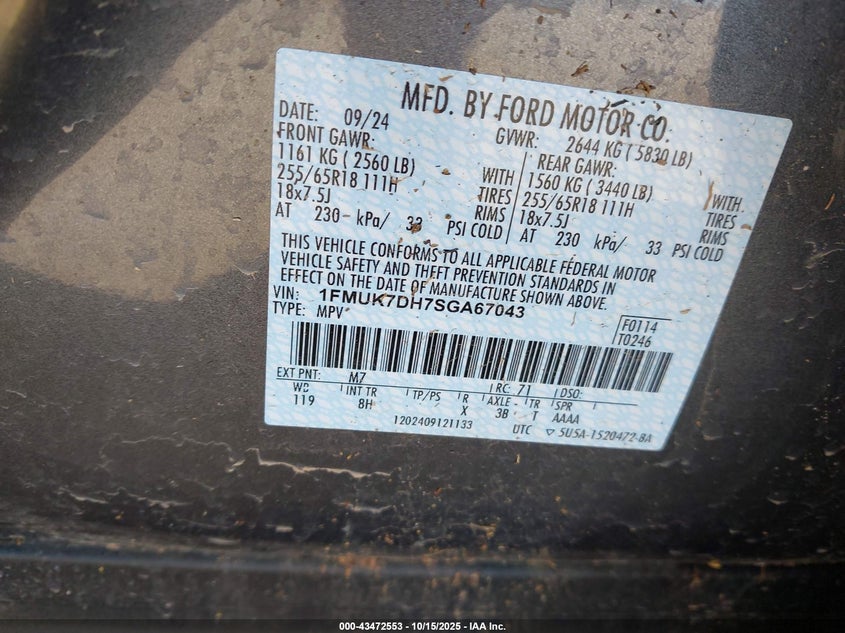 MFD. BY FORD MOTOR CO.
DATE: 09/24 GVWR: 2644 KG ( 5830 LB)
FRONT GAWR: REAR GAWR:
1161 KG ( 2560 LB) WITH 1560 KG ( 3440 LB) WITH
255/65R18 111H TIRES 255/65R18 111H TIRES
18x7.5J RIMS 18x7.5J RIMS
AT 230 kPa/ 33 PSI COLD AT 230 kPa/ 33 PSI COLD
THIS VEHICLE CONFORMS TO ALL APPLICABLE FEDERAL MOTOR
VEHICLE SAFETY AND THEFT PREVENTION STANDARDS IN
EFFECT ON THE DATE OF MANUFACTURE SHOWN ABOVE.
VIN: 1FMUK7DH7SGA67043
TYPE: MPV
F0114
T0246
EXT PNT: M7 RC: 71 DSO:
WB INT TR TP/PS R AXLE TR SPR
119 8H X 3B T AAAA
1202409121133 UTC ▽ 5U5A-1520472-BA
000-43472553 - 10/15/2025 - IAA Inc.